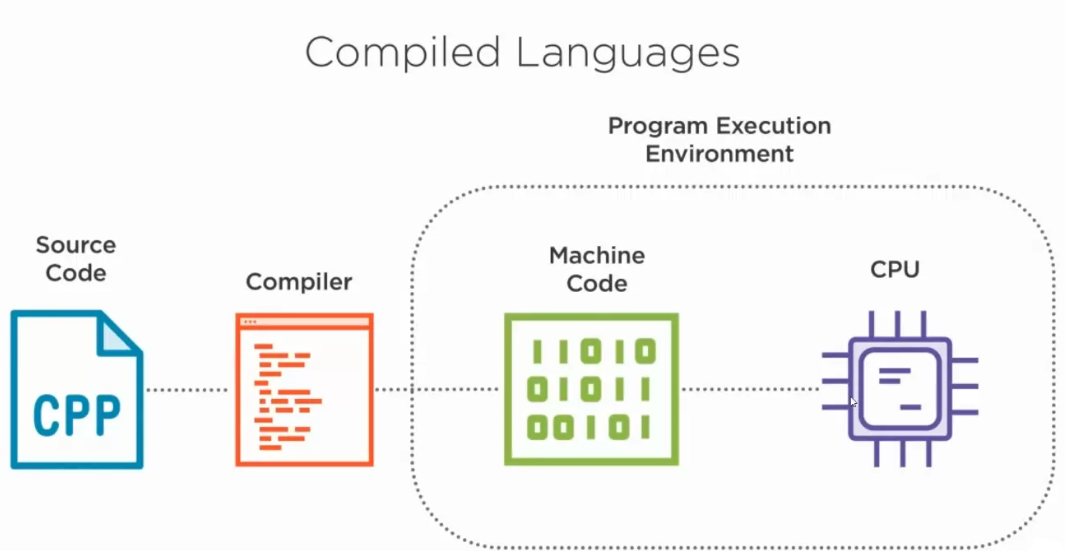 Compiled Languages
Program Execution
Environment
Source
Code
Compiler
Machine
Code
CPU
CPP
11010
01011
00101